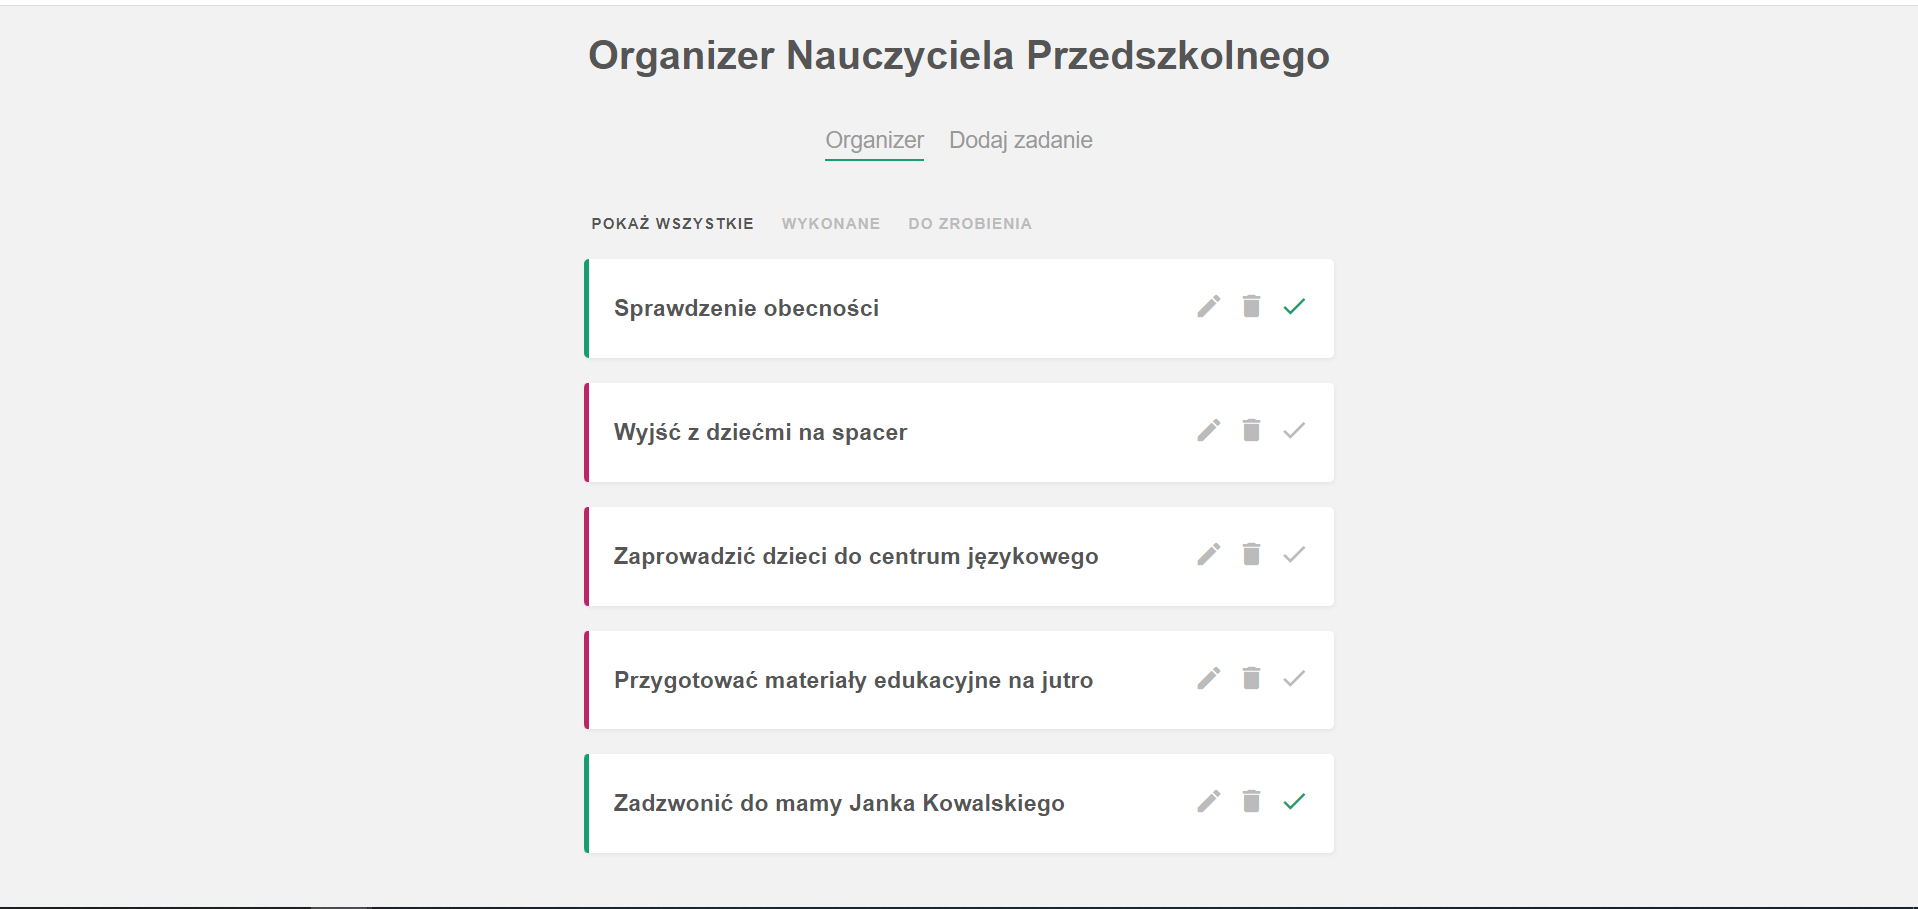 Organizer Nauczyciela Przedszkolnego
Organizer Dodaj zadanie
POKAŻ WSZYSTKIE WYKONANE DO ZROBIENIA
Sprawdzenie obecności
Wyjść z dziećmi na spacer
Zaprowadzić dzieci do centrum językowego
Przygotować materiały edukacyjne na jutro
Zadzwonić do mamy Janka Kowalskiego